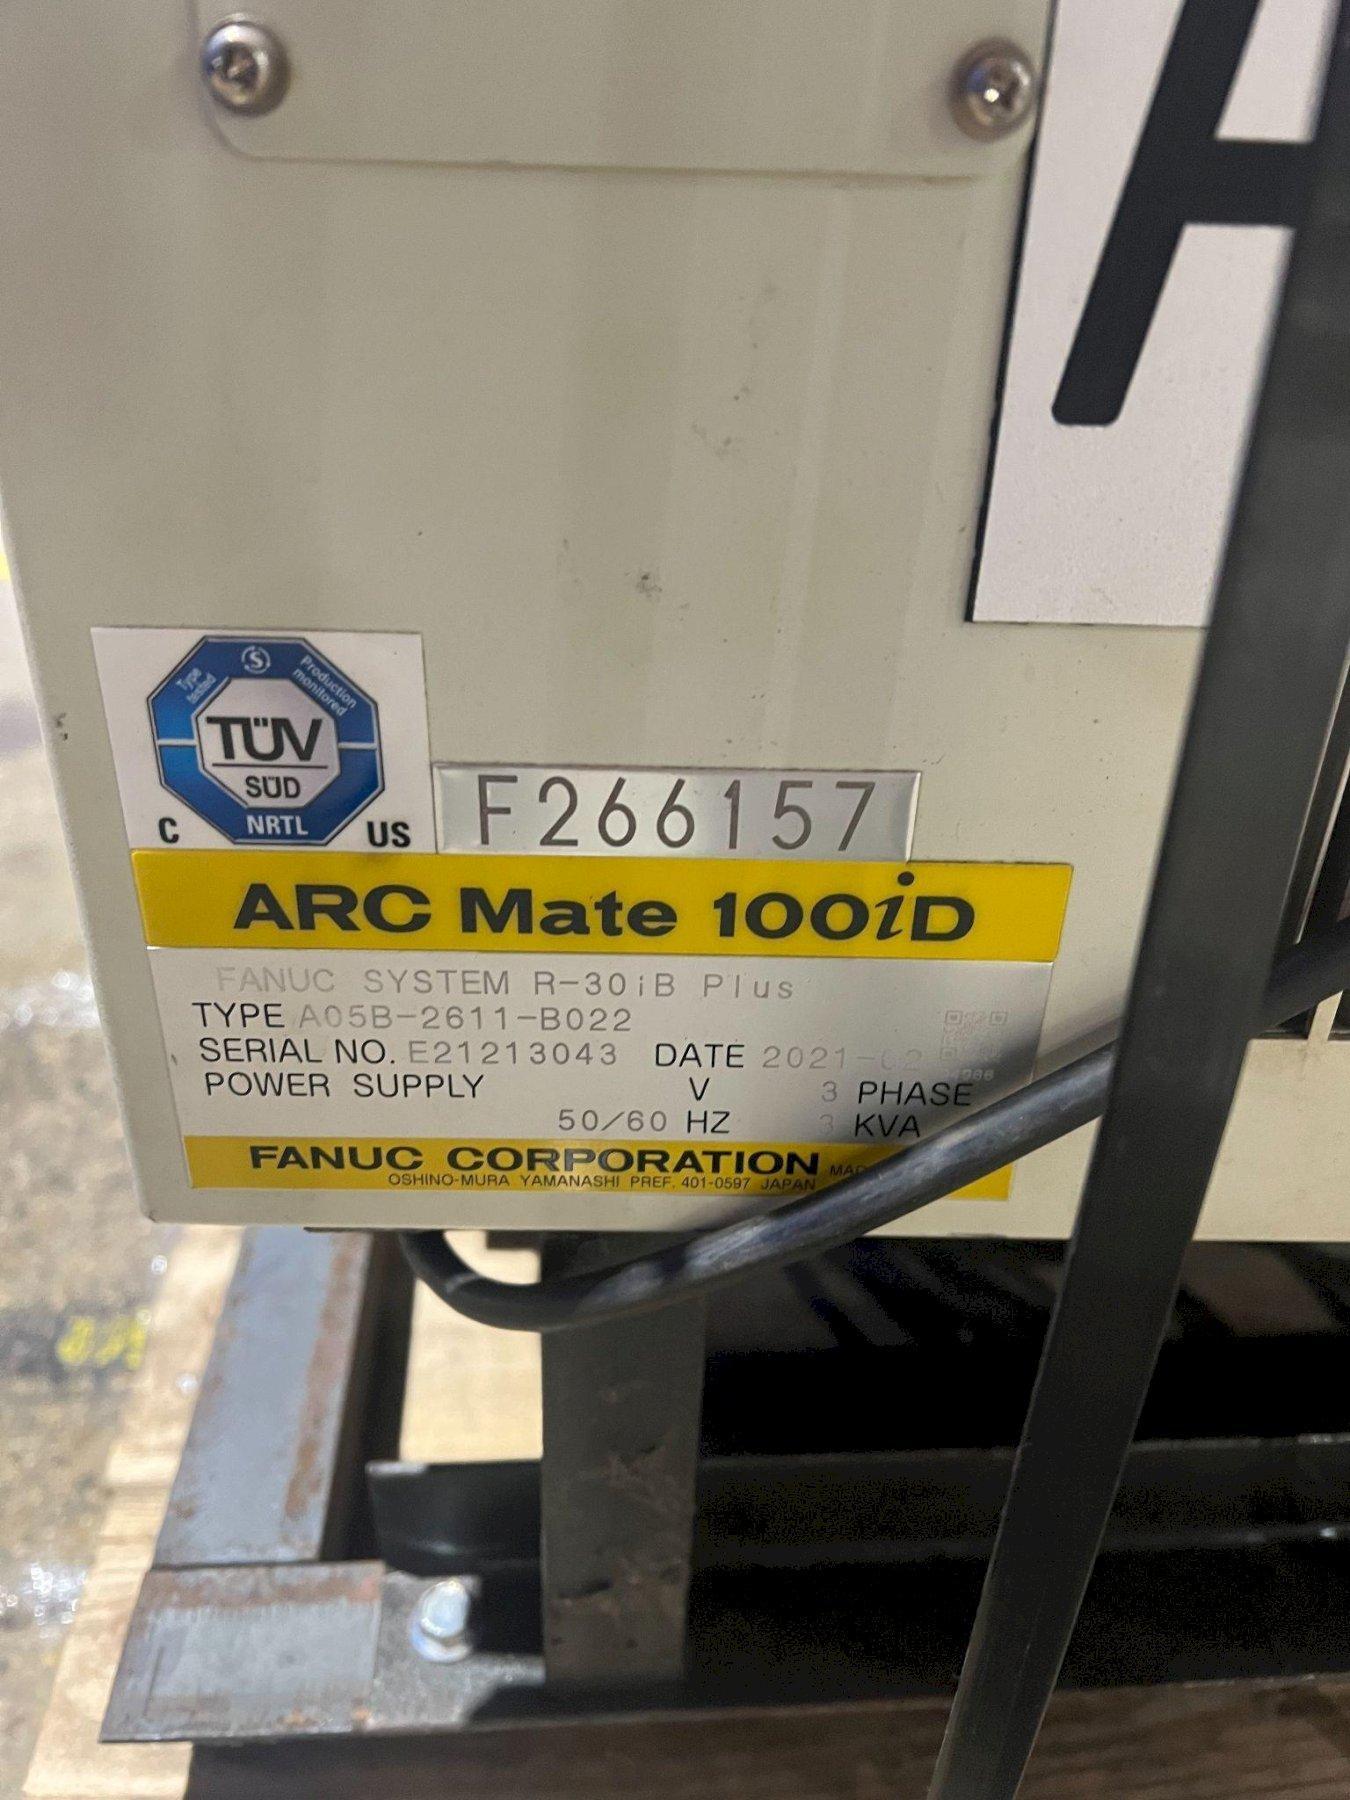 A
Type tested
Production monitored
TÜV
SÜD
NRTL
C US
F266157
ARC Mate 100iD
FANUC SYSTEM R-30iB Plus
TYPE A05B-2611-B022
SERIAL NO. E21213043 DATE 2021-02
POWER SUPPLY V 3 PHASE
50/60 HZ 3 KVA
FANUC CORPORATION
OSHINO-MURA YAMANASHI PREF. 401-0597 JAPAN